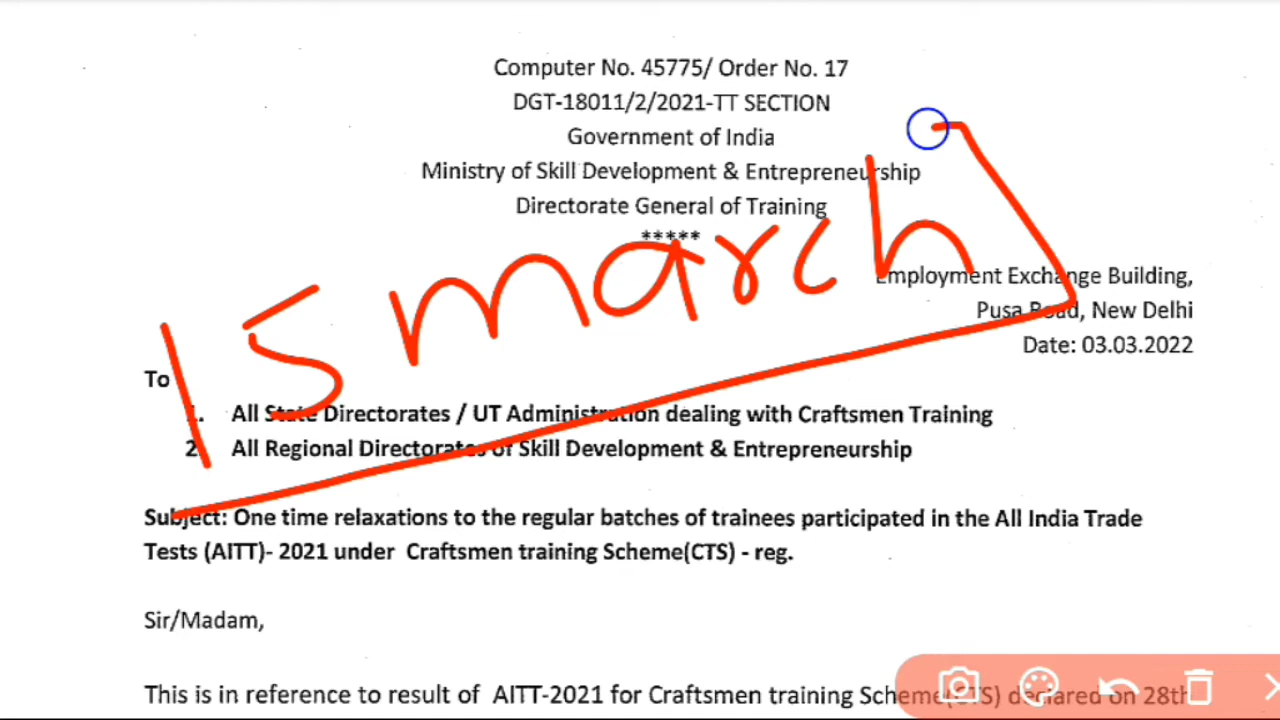 Computer No. 45775/ Order No. 17
DGT-18011/2/2021-TT SECTION
Government of India
Ministry of Skill Development & Entrepreneurship
Directorate General of Training
*****
15 march
Employment Exchange Building,
Pusa Road, New Delhi
Date: 03.03.2022
To
1. All State Directorates / UT Administration dealing with Craftsmen Training
2. All Regional Directorates of Skill Development & Entrepreneurship
Subject: One time relaxations to the regular batches of trainees participated in the All India Trade
Tests (AITT)- 2021 under Craftsmen training Scheme(CTS) - reg.
Sir/Madam,
This is in reference to result of AITT-2021 for Craftsmen training Scheme(CTS) declared on 28th